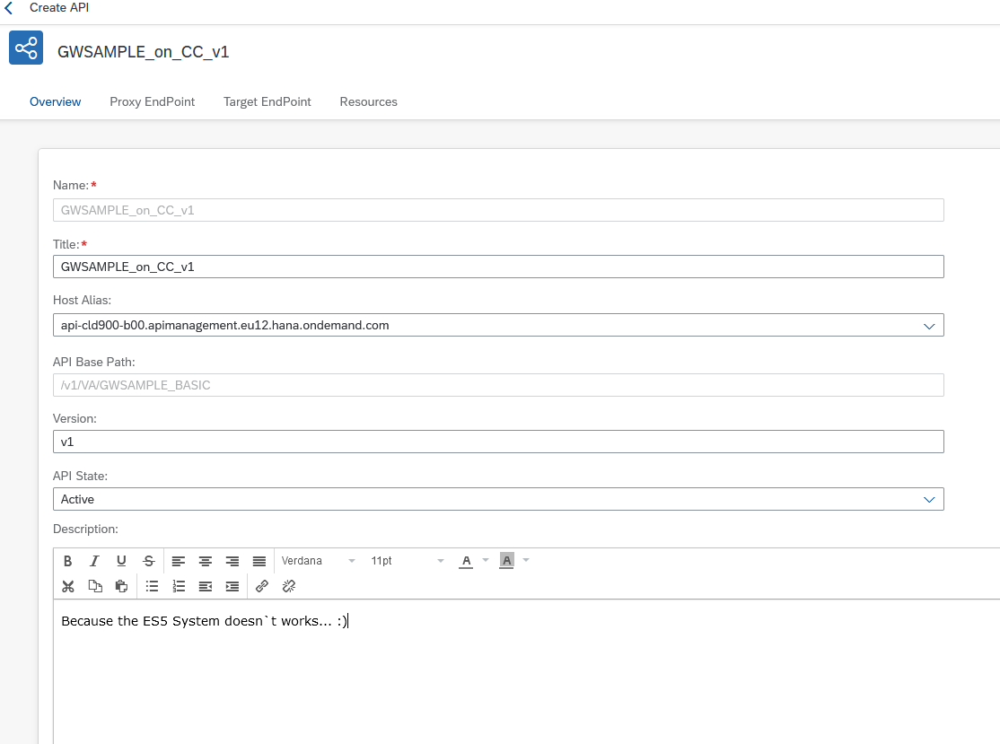 Create API
GWSAMPLE_on_CC_v1
Overview Proxy EndPoint Target EndPoint Resources
Name:*
GWSAMPLE_on_CC_v1
Title:*
GWSAMPLE_on_CC_v1
Host Alias:
api-cld900-b00.apimanagement.eu12.hana.ondemand.com
API Base Path:
/v1/VA/GWSAMPLE_BASIC
Version:
v1
API State:
Active
Description:
B I U S Verdana 11pt A A
Because the ES5 System doesn`t works... :)